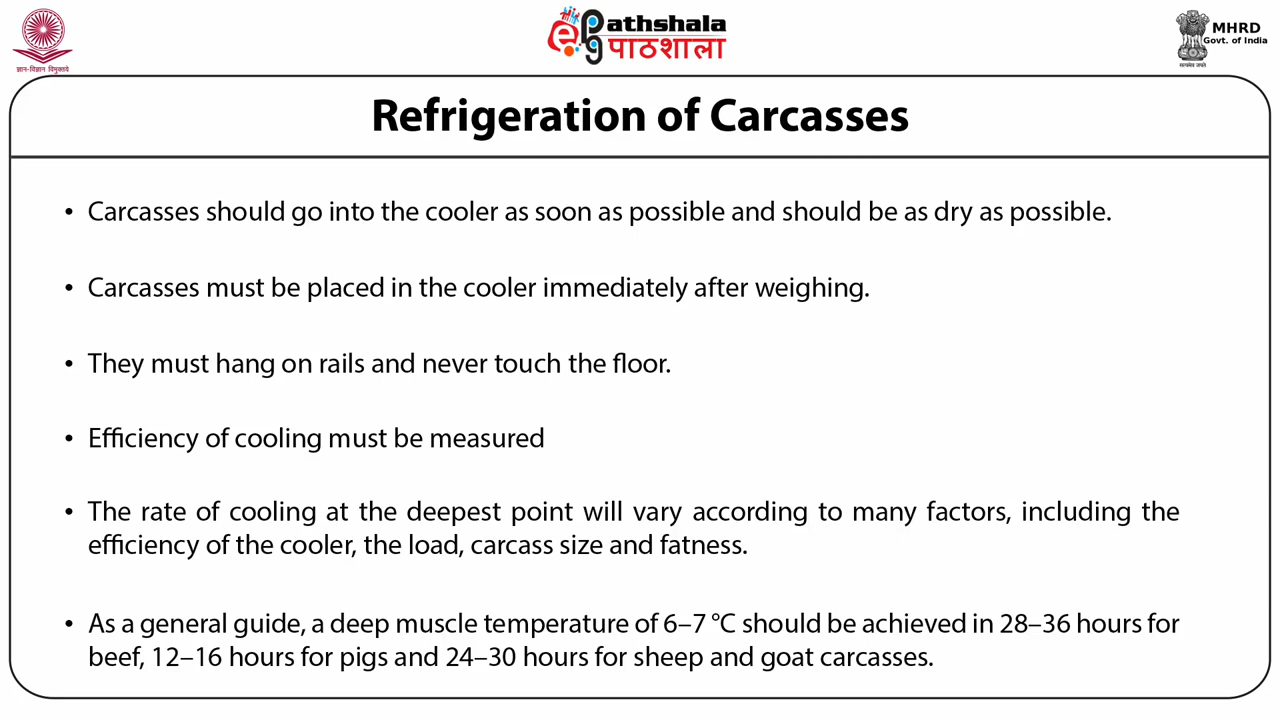 ज्ञान-विज्ञान विमुक्तये
ePathshala
पाठशाला
MHRD
Govt. of India
सत्यमेव जयते
Refrigeration of Carcasses
• Carcasses should go into the cooler as soon as possible and should be as dry as possible.
• Carcasses must be placed in the cooler immediately after weighing.
• They must hang on rails and never touch the floor.
• Efficiency of cooling must be measured
• The rate of cooling at the deepest point will vary according to many factors, including the
efficiency of the cooler, the load, carcass size and fatness.
• As a general guide, a deep muscle temperature of 6–7 °C should be achieved in 28–36 hours for
beef, 12–16 hours for pigs and 24–30 hours for sheep and goat carcasses.